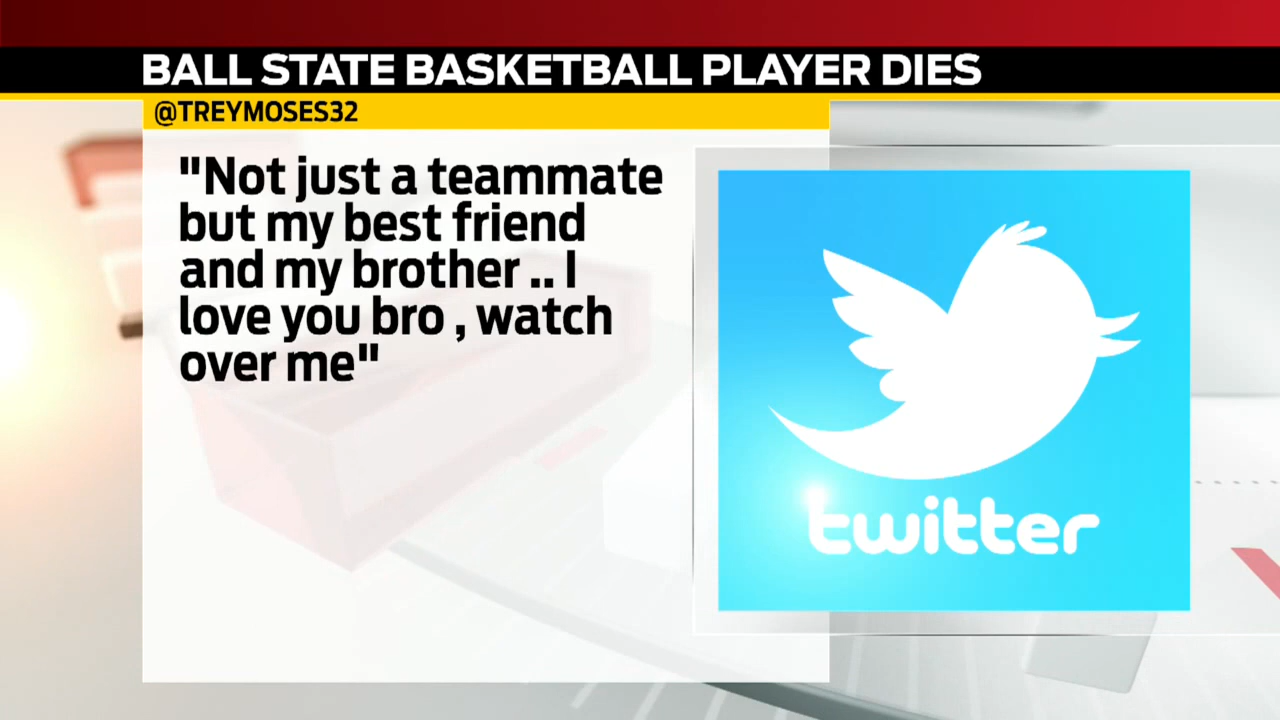 BALL STATE BASKETBALL PLAYER DIES
@TREYMOSES32
"Not just a teammate
but my best friend
and my brother .. I
love you bro , watch
over me"
twitter